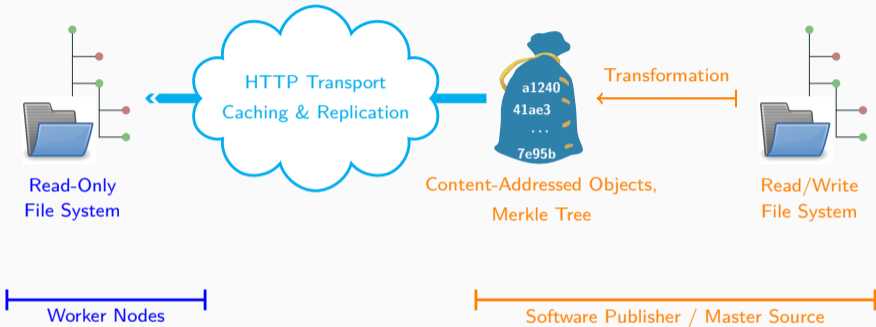 HTTP Transport
Caching & Replication
a1240
41ae3
...
7e95b
Transformation
Read-Only
File System
Content-Addressed Objects,
Merkle Tree
Read/Write
File System
Worker Nodes
Software Publisher / Master Source